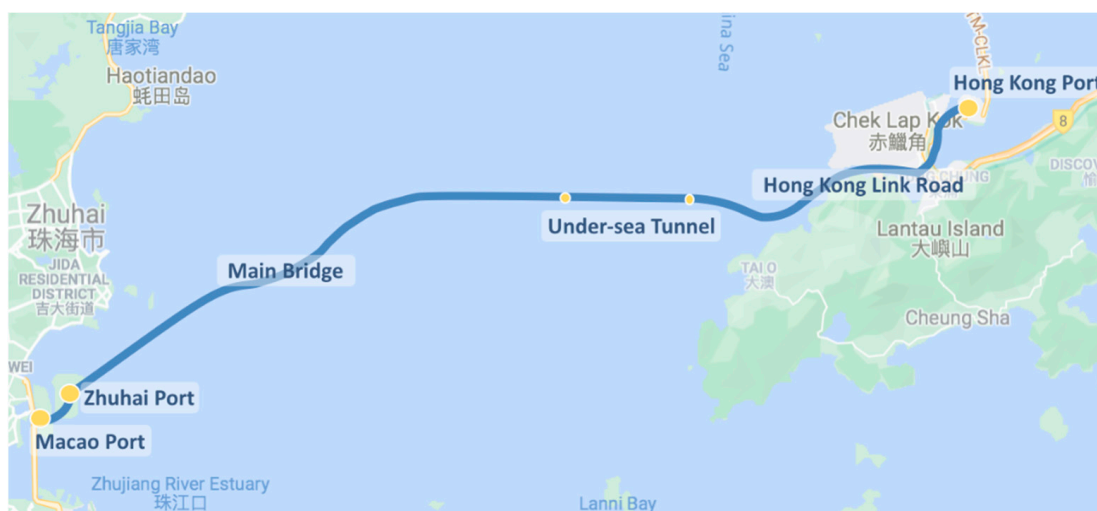 Tangjia Bay
唐家湾
Haotiandao
蚝田岛
ina Sea
TM-CLKL
Hong Kong Port
Chek Lap Kok
赤鱲角
8
Hong Kong Link Road
Zhuhai
珠海市
Under-sea Tunnel
Lantau Island
大嶼山
JIDA
RESIDENTIAL
DISTRICT
吉大街道
Main Bridge
TAI O
大澳
Cheung Sha
WEI
Zhuhai Port
Macao Port
Zhujiang River Estuary
珠江口
Lanni Bay